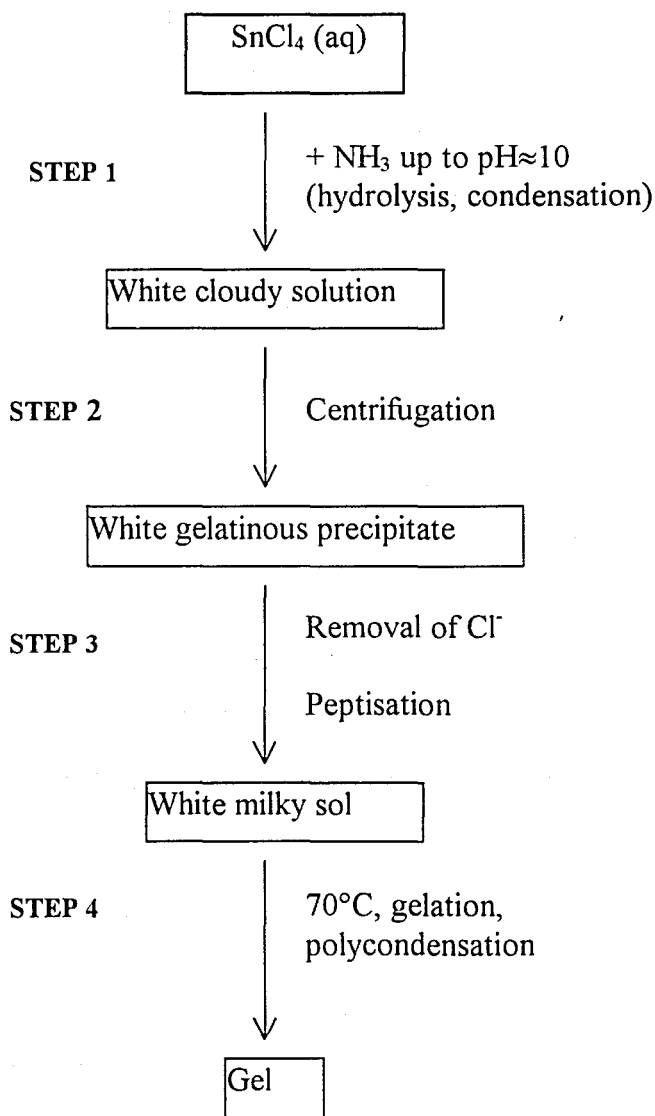 SnCl₄ (aq)
STEP 1
+ NH₃ up to pH≈10
(hydrolysis, condensation)
White cloudy solution
STEP 2
Centrifugation
White gelatinous precipitate
STEP 3
Removal of Cl⁻
Peptisation
White milky sol
STEP 4
70°C, gelation,
polycondensation
Gel